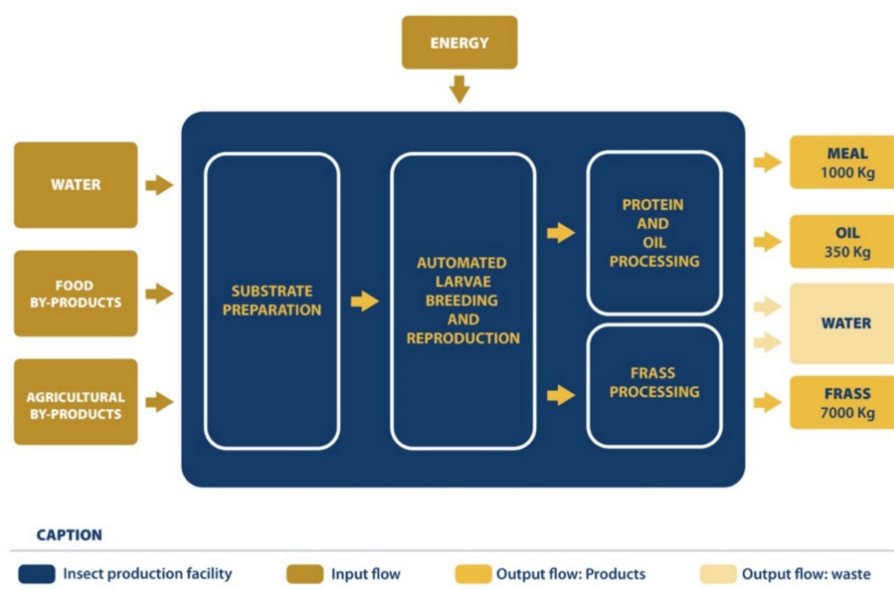 ENERGY
WATER
FOOD
BY-PRODUCTS
AGRICULTURAL
BY-PRODUCTS
SUBSTRATE
PREPARATION
AUTOMATED
LARVAE
BREEDING
AND
REPRODUCTION
PROTEIN
AND
OIL
PROCESSING
FRASS
PROCESSING
MEAL
1000 Kg
OIL
350 Kg
WATER
FRASS
7000 Kg
CAPTION
Insect production facility
Input flow
Output flow: Products
Output flow: waste